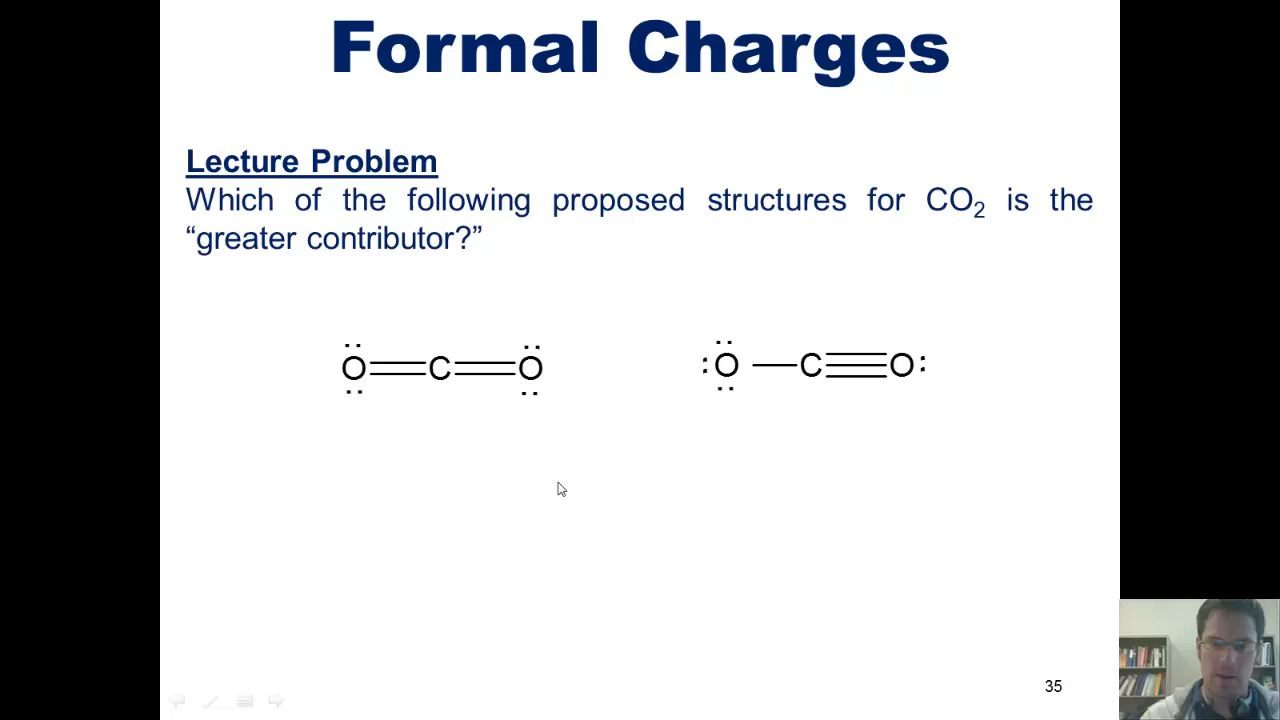 Formal Charges
Lecture Problem
Which of the following proposed structures for CO₂ is the
“greater contributor?”
O C O
O C O
35